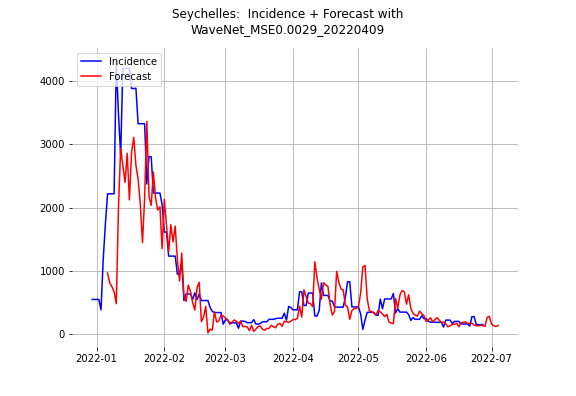 Seychelles:  Incidence + Forecast with
WaveNet_MSE0.0029_20220409
Incidence
Forecast
4000
3000
2000
1000
0
2022-01 2022-02 2022-03 2022-04 2022-05 2022-06 2022-07